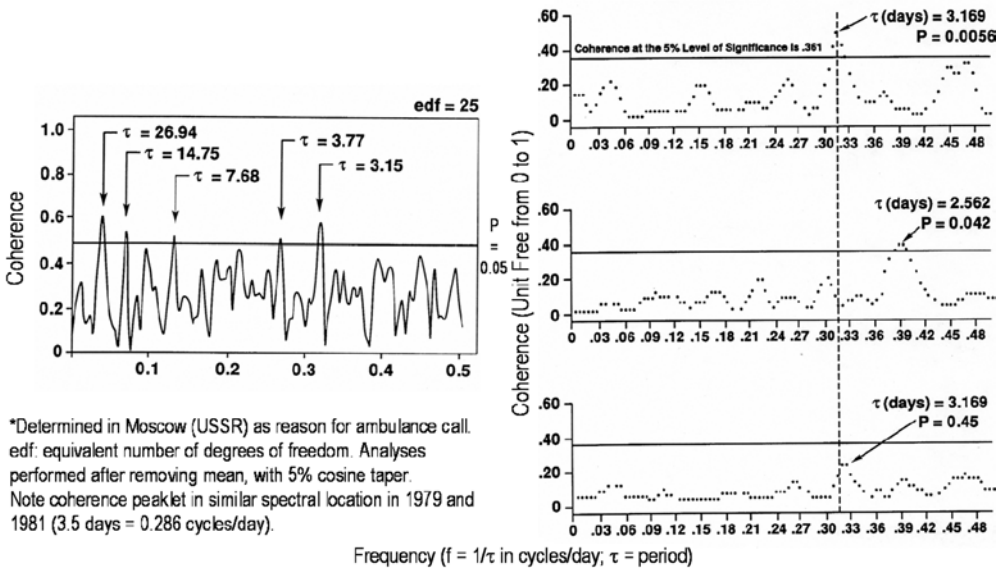 edf = 25
1.0
0.8
0.6
0.4
0.2
0
Coherence
τ = 26.94
τ = 14.75
τ = 7.68
τ = 3.77
τ = 3.15
P
=
0.05
0.1 0.2 0.3 0.4 0.5
*Determined in Moscow (USSR) as reason for ambulance call.
edf: equivalent number of degrees of freedom. Analyses
performed after removing mean, with 5% cosine taper.
Note coherence peaklet in similar spectral location in 1979 and
1981 (3.5 days = 0.286 cycles/day).
Coherence (Unit Free from 0 to 1)
.60
.40
.20
0
τ (days) = 3.169
P = 0.0056
Coherence at the 5% Level of Significance is .361
0 .03 .06 .09 .12 .15 .18 .21 .24 .27 .30 .33 .36 .39 .42 .45 .48
.60
.40
.20
0
τ (days) = 2.562
P = 0.042
0 .03 .06 .09 .12 .15 .18 .21 .24 .27 .30 .33 .36 .39 .42 .45 .48
.60
.40
.20
0
τ (days) = 3.169
P = 0.45
0 .03 .06 .09 .12 .15 .18 .21 .24 .27 .30 .33 .36 .39 .42 .45 .48
Frequency (f = 1/τ in cycles/day; τ = period)